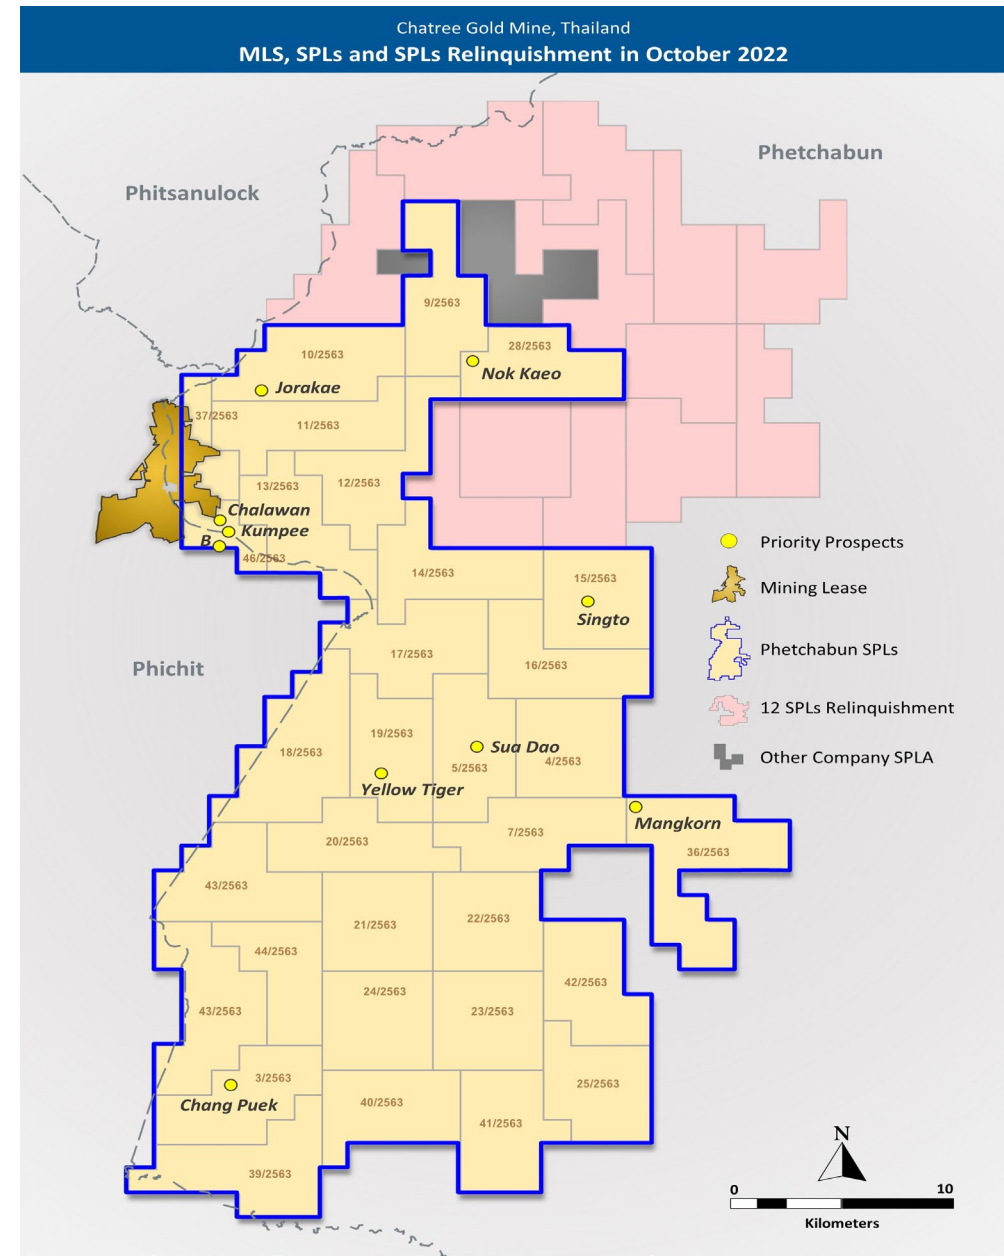 Chatree Gold Mine, Thailand
MLS, SPLs and SPLs Relinquishment in October 2022
Phetchabun
Phitsanulock
9/2563
28/2563
10/2563
Nok Kaeo
Jorakae
37/2563
11/2563
12/2563
13/2563
Chalawan
Kumpee
B
46/2563
14/2563
15/2563
Singto
Priority Prospects
Mining Lease
Phetchabun SPLs
12 SPLs Relinquishment
Other Company SPLA
Phichit
17/2563
16/2563
19/2563
18/2563
Sua Dao
5/2563
4/2563
Yellow Tiger
Mangkorn
7/2563
20/2563
36/2563
43/2563
21/2563
22/2563
44/2563
42/2563
24/2563
43/2563
23/2563
3/2563
25/2563
Chang Puek
40/2563
41/2563
39/2563
N
0 10
Kilometers